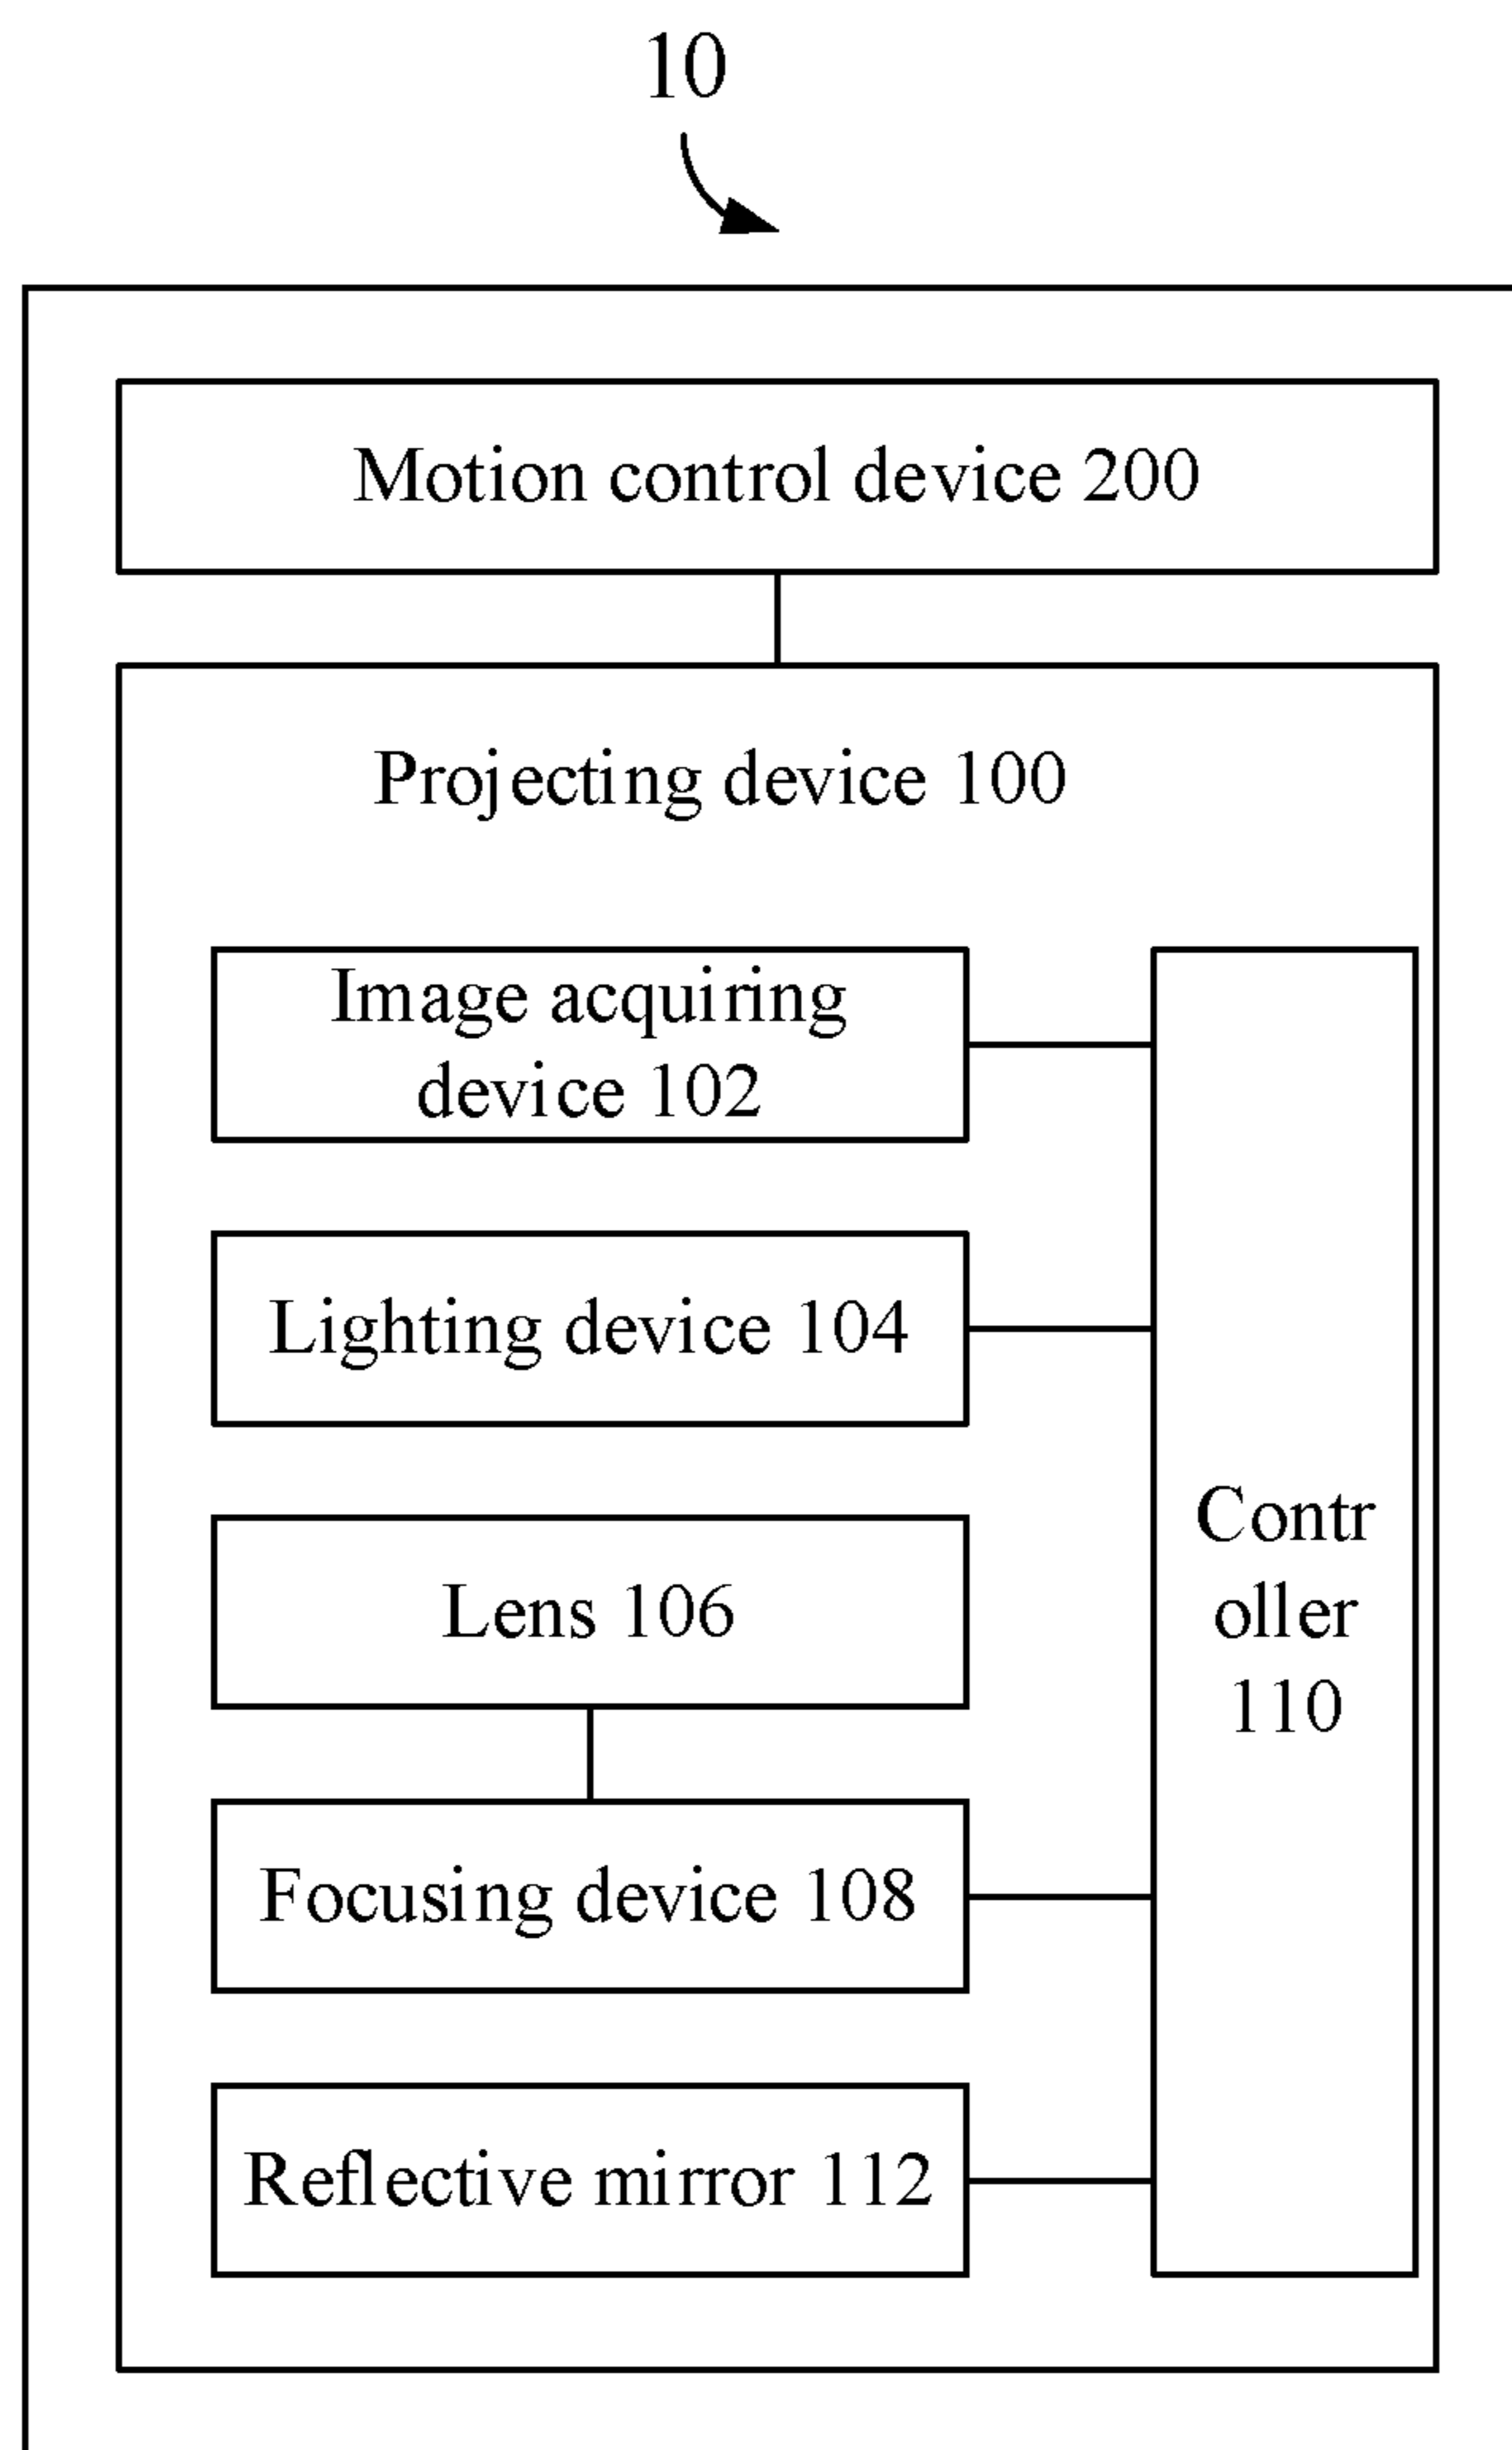 10
Motion control device 200
Projecting device 100
Image acquiring
device 102
Lighting device 104
Lens 106
Focusing device 108
Reflective mirror 112
Contr
oller
110